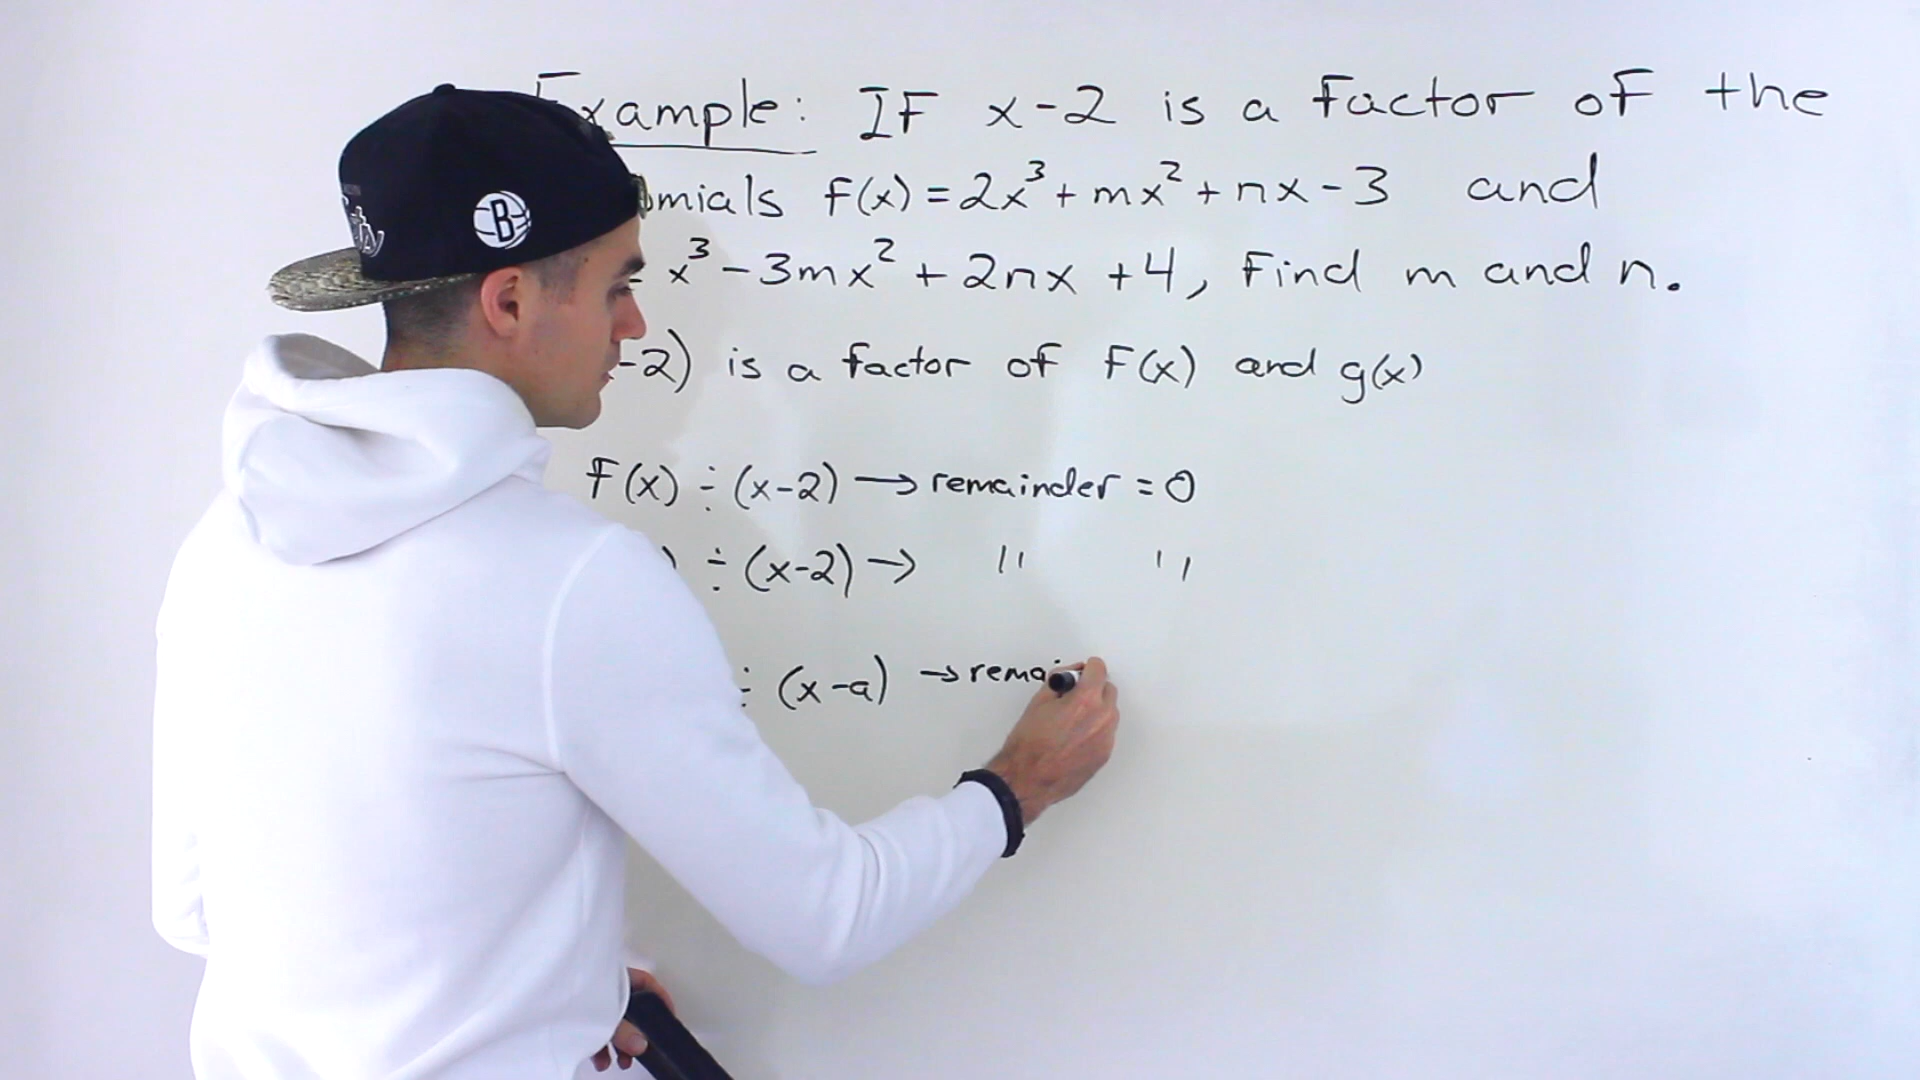 Example: IF x-2 is a factor of the
omials f(x) = 2x³ + mx² + nx - 3 and
= x³ - 3mx² + 2nx + 4, Find m and n.
-2) is a factor of F(x) and g(x)
F(x) ÷ (x-2) → remainder = 0
) ÷ (x-2) → " "
÷ (x-a) → remai
B